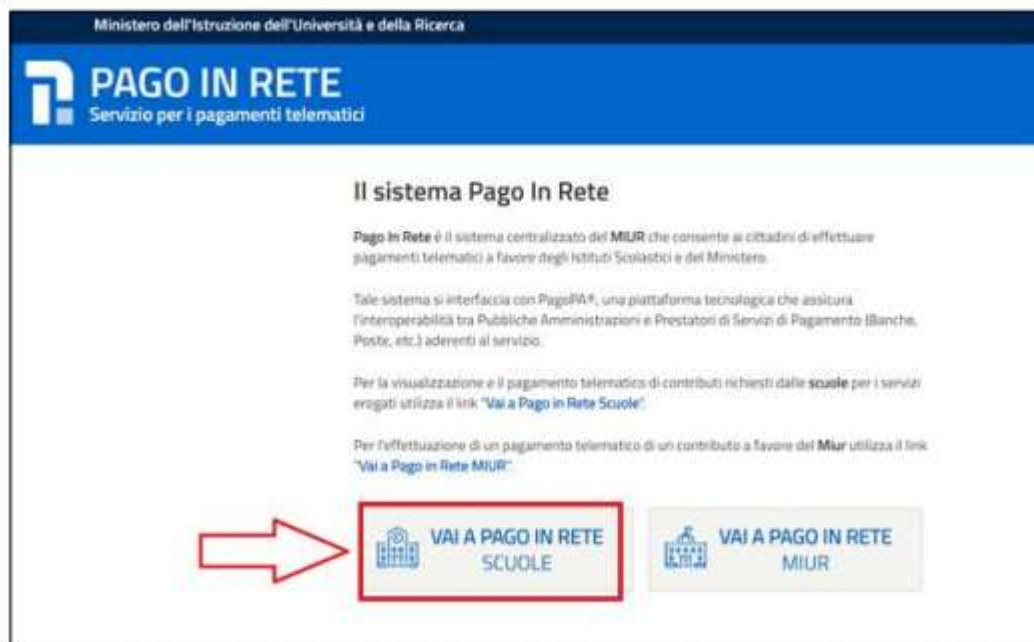 Ministero dell'Istruzione dell'Università e della Ricerca
PAGO IN RETE
Servizio per i pagamenti telematici
Il sistema Pago In Rete
Pago In Rete è il sistema centralizzato del MIUR che consente ai cittadini di effettuare
pagamenti telematici a favore degli Istituti Scolastici e del Ministero.
Tale sistema si interfaccia con PagoPA®, una piattaforma tecnologica che assicura
l'interoperabilità tra Pubbliche Amministrazioni e Prestatori di Servizi di Pagamento (Banche,
Poste, etc.) aderenti al servizio.
Per la visualizzazione e il pagamento telematico di contributi richiesti dalle scuole per i servizi
erogati utilizza il link "Vai a Pago in Rete Scuole".
Per l'effettuazione di un pagamento telematico di un contributo a favore del Miur utilizza il link
"Vai a Pago in Rete MIUR".
VAI A PAGO IN RETE
SCUOLE
VAI A PAGO IN RETE
MIUR